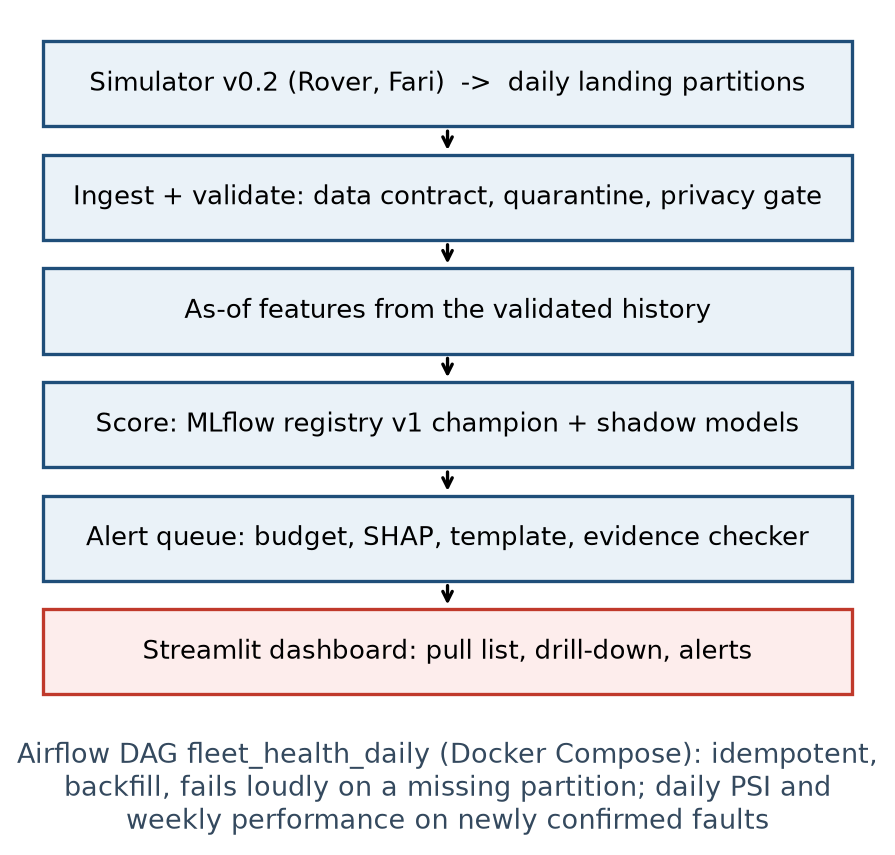 Simulator v0.2 (Rover, Fari)  ->  daily landing partitions
Ingest + validate: data contract, quarantine, privacy gate
As-of features from the validated history
Score: MLflow registry v1 champion + shadow models
Alert queue: budget, SHAP, template, evidence checker
Streamlit dashboard: pull list, drill-down, alerts
Airflow DAG fleet_health_daily (Docker Compose): idempotent,
backfill, fails loudly on a missing partition; daily PSI and
weekly performance on newly confirmed faults